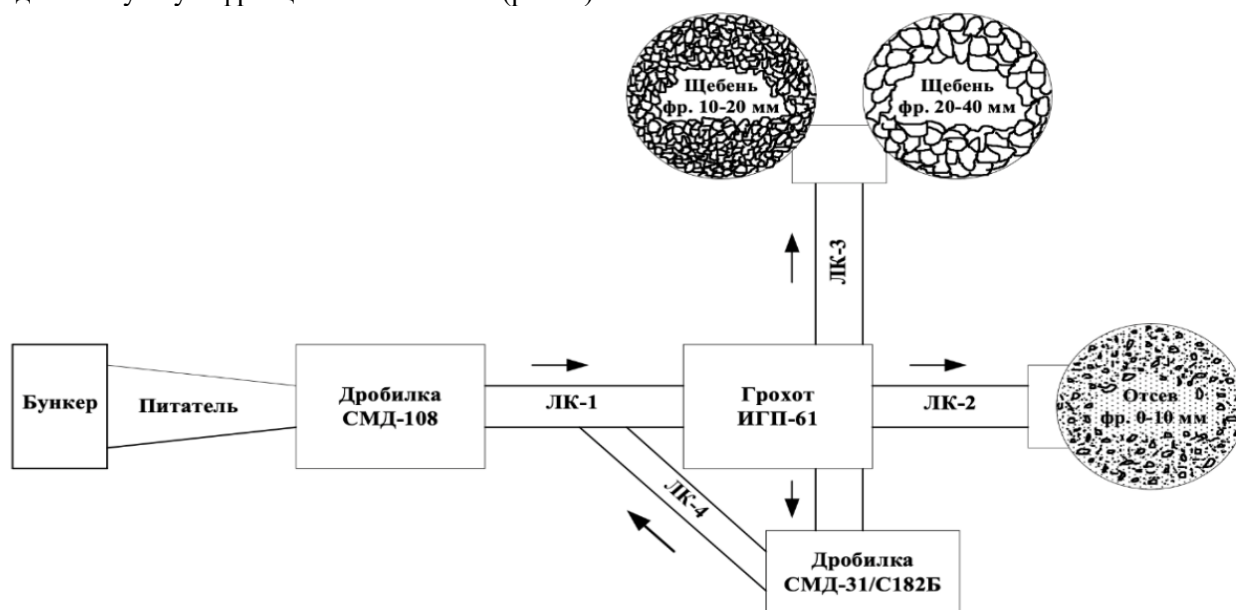 Щебень
фр. 10-20 мм
Щебень
фр. 20-40 мм
ЛК-3
Бункер
Питатель
Дробилка
СМД-108
ЛК-1
Грохот
ИГП-61
ЛК-2
Отсев
фр. 0-10 мм
ЛК-4
Дробилка
СМД-31/С182Б